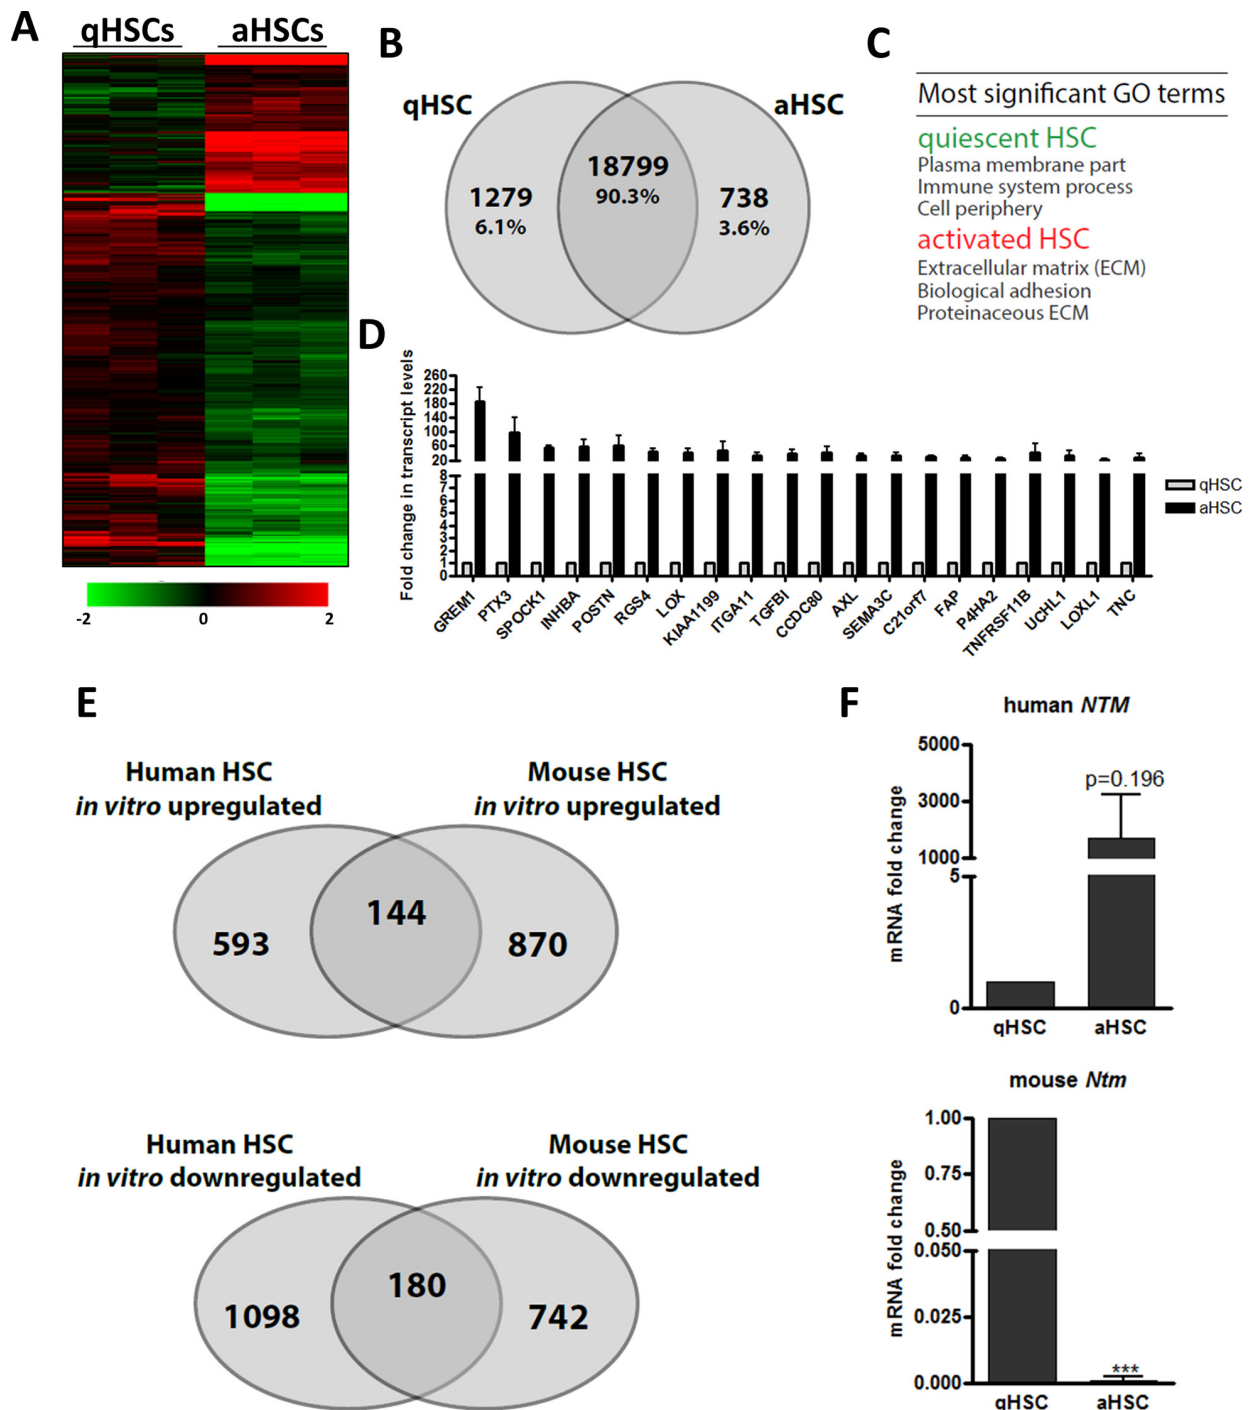 A
qHSCs aHSCs
-2 0 2
B
qHSC
aHSC
1279
6.1%
18799
90.3%
738
3.6%
C
Most significant GO terms
quiescent HSC
Plasma membrane part
Immune system process
Cell periphery
activated HSC
Extracellular matrix (ECM)
Biological adhesion
Proteinaceous ECM
D
Fold change in transcript levels
260
220
180
140
100
60
20
8
7
6
5
4
3
2
1
0
GREM1
PTX3
SPOCK1
INHBA
POSTN
RGS4
LOX
KIAA1199
ITGA11
TGFBI
CCDC80
AXL
SEMA3C
C21orf7
FAP
P4HA2
TNFRSF11B
UCHL1
LOXL1
TNC
qHSC
aHSC
E
Human HSC
in vitro upregulated
Mouse HSC
in vitro upregulated
593
144
870
Human HSC
in vitro downregulated
Mouse HSC
in vitro downregulated
1098
180
742
F
human NTM
mRNA fold change
5000
3000
1000
5
0
p=0.196
qHSC aHSC
mouse Ntm
mRNA fold change
1.00
0.75
0.50
0.050
0.025
0.000
***
qHSC aHSC